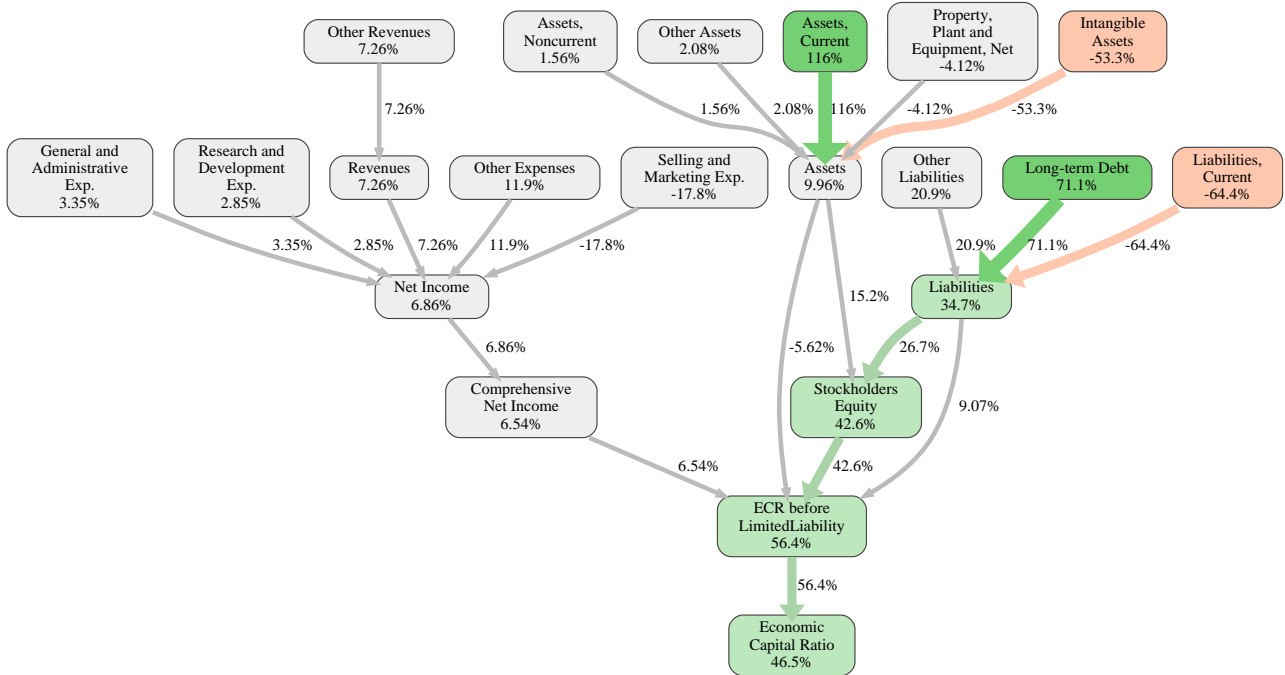 Other Revenues
7.26%
Assets,
Noncurrent
1.56%
Other Assets
2.08%
Assets,
Current
116%
Property,
Plant and
Equipment, Net
-4.12%
Intangible
Assets
-53.3%
7.26%
1.56%
2.08%
116%
-4.12%
-53.3%
General and
Administrative
Exp.
3.35%
Research and
Development
Exp.
2.85%
Revenues
7.26%
Other Expenses
11.9%
Selling and
Marketing Exp.
-17.8%
Assets
9.96%
Other
Liabilities
20.9%
Long-term Debt
71.1%
Liabilities,
Current
-64.4%
3.35%
2.85%
7.26%
11.9%
-17.8%
20.9%
71.1%
-64.4%
Net Income
6.86%
15.2%
Liabilities
34.7%
6.86%
-5.62%
26.7%
Comprehensive
Net Income
6.54%
Stockholders
Equity
42.6%
9.07%
6.54%
42.6%
ECR before
LimitedLiability
56.4%
56.4%
Economic
Capital Ratio
46.5%